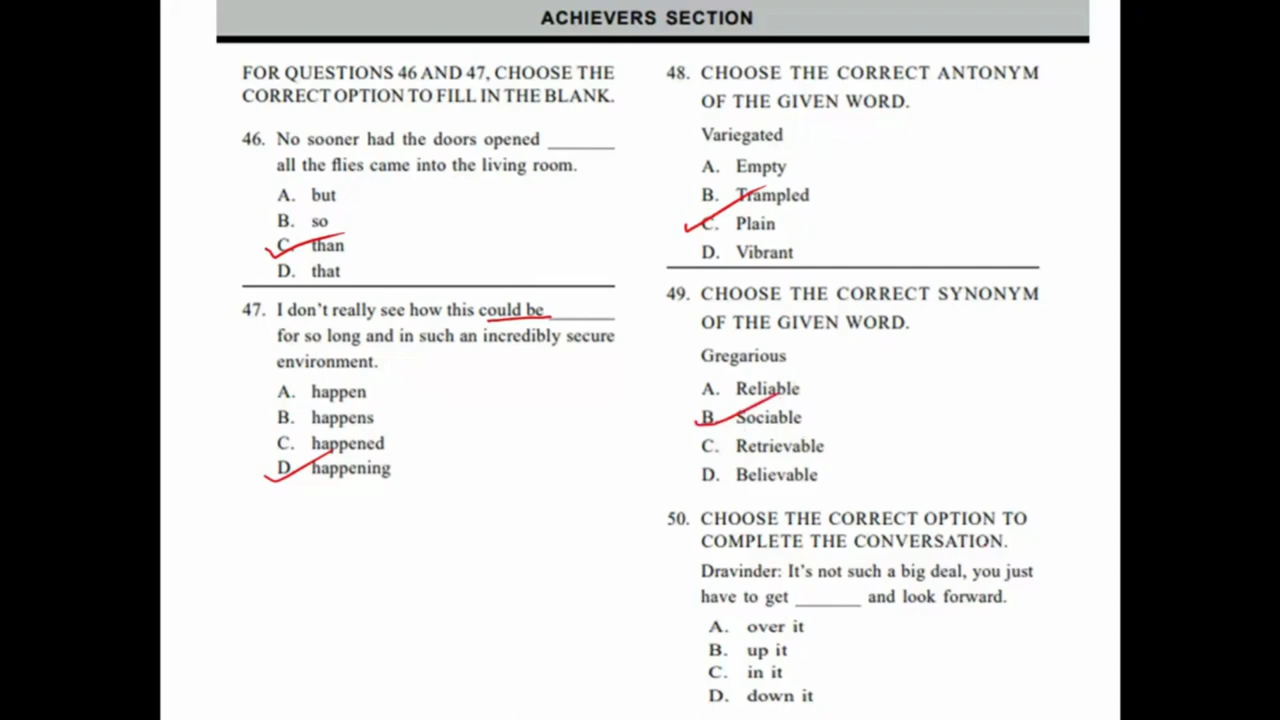 ACHIEVERS SECTION
FOR QUESTIONS 46 AND 47, CHOOSE THE
CORRECT OPTION TO FILL IN THE BLANK.
46. No sooner had the doors opened _______
all the flies came into the living room.
A. but
B. so
C. than
D. that
47. I don't really see how this could be _______
for so long and in such an incredibly secure
environment.
A. happen
B. happens
C. happened
D. happening
48. CHOOSE THE CORRECT ANTONYM
OF THE GIVEN WORD.
Variegated
A. Empty
B. Trampled
C. Plain
D. Vibrant
49. CHOOSE THE CORRECT SYNONYM
OF THE GIVEN WORD.
Gregarious
A. Reliable
B. Sociable
C. Retrievable
D. Believable
50. CHOOSE THE CORRECT OPTION TO
COMPLETE THE CONVERSATION.
Dravinder: It's not such a big deal, you just
have to get _______ and look forward.
A. over it
B. up it
C. in it
D. down it